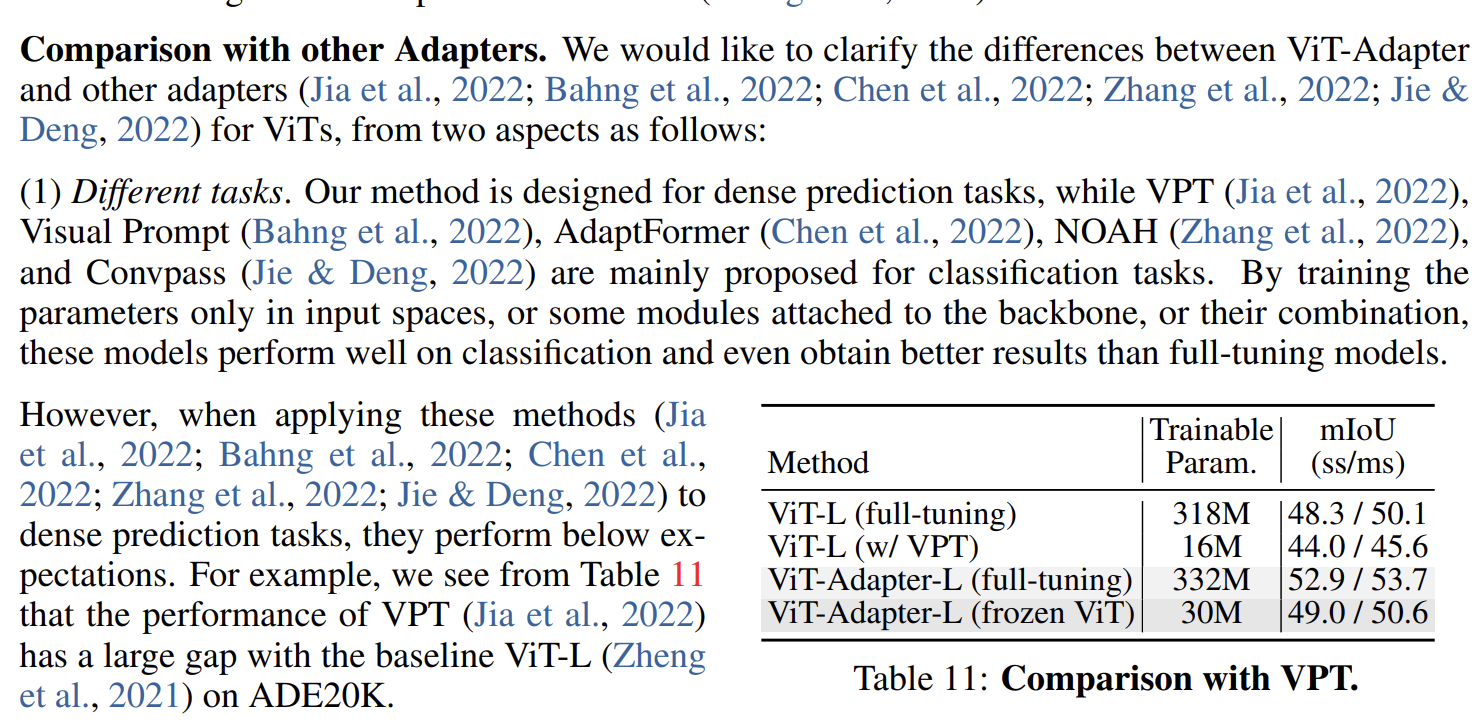 Comparison with other Adapters. We would like to clarify the differences between ViT-Adapter
and other adapters (Jia et al., 2022; Bahng et al., 2022; Chen et al., 2022; Zhang et al., 2022; Jie &
Deng, 2022) for ViTs, from two aspects as follows:
(1) Different tasks. Our method is designed for dense prediction tasks, while VPT (Jia et al., 2022),
Visual Prompt (Bahng et al., 2022), AdaptFormer (Chen et al., 2022), NOAH (Zhang et al., 2022),
and Convpass (Jie & Deng, 2022) are mainly proposed for classification tasks. By training the
parameters only in input spaces, or some modules attached to the backbone, or their combination,
these models perform well on classification and even obtain better results than full-tuning models.
However, when applying these methods (Jia
et al., 2022; Bahng et al., 2022; Chen et al.,
2022; Zhang et al., 2022; Jie & Deng, 2022) to
dense prediction tasks, they perform below ex-
pectations. For example, we see from Table 11
that the performance of VPT (Jia et al., 2022)
has a large gap with the baseline ViT-L (Zheng
et al., 2021) on ADE20K.
Trainable mIoU
Method Param. (ss/ms)
ViT-L (full-tuning) 318M 48.3 / 50.1
ViT-L (w/ VPT) 16M 44.0 / 45.6
ViT-Adapter-L (full-tuning) 332M 52.9 / 53.7
ViT-Adapter-L (frozen ViT) 30M 49.0 / 50.6
Table 11: Comparison with VPT.